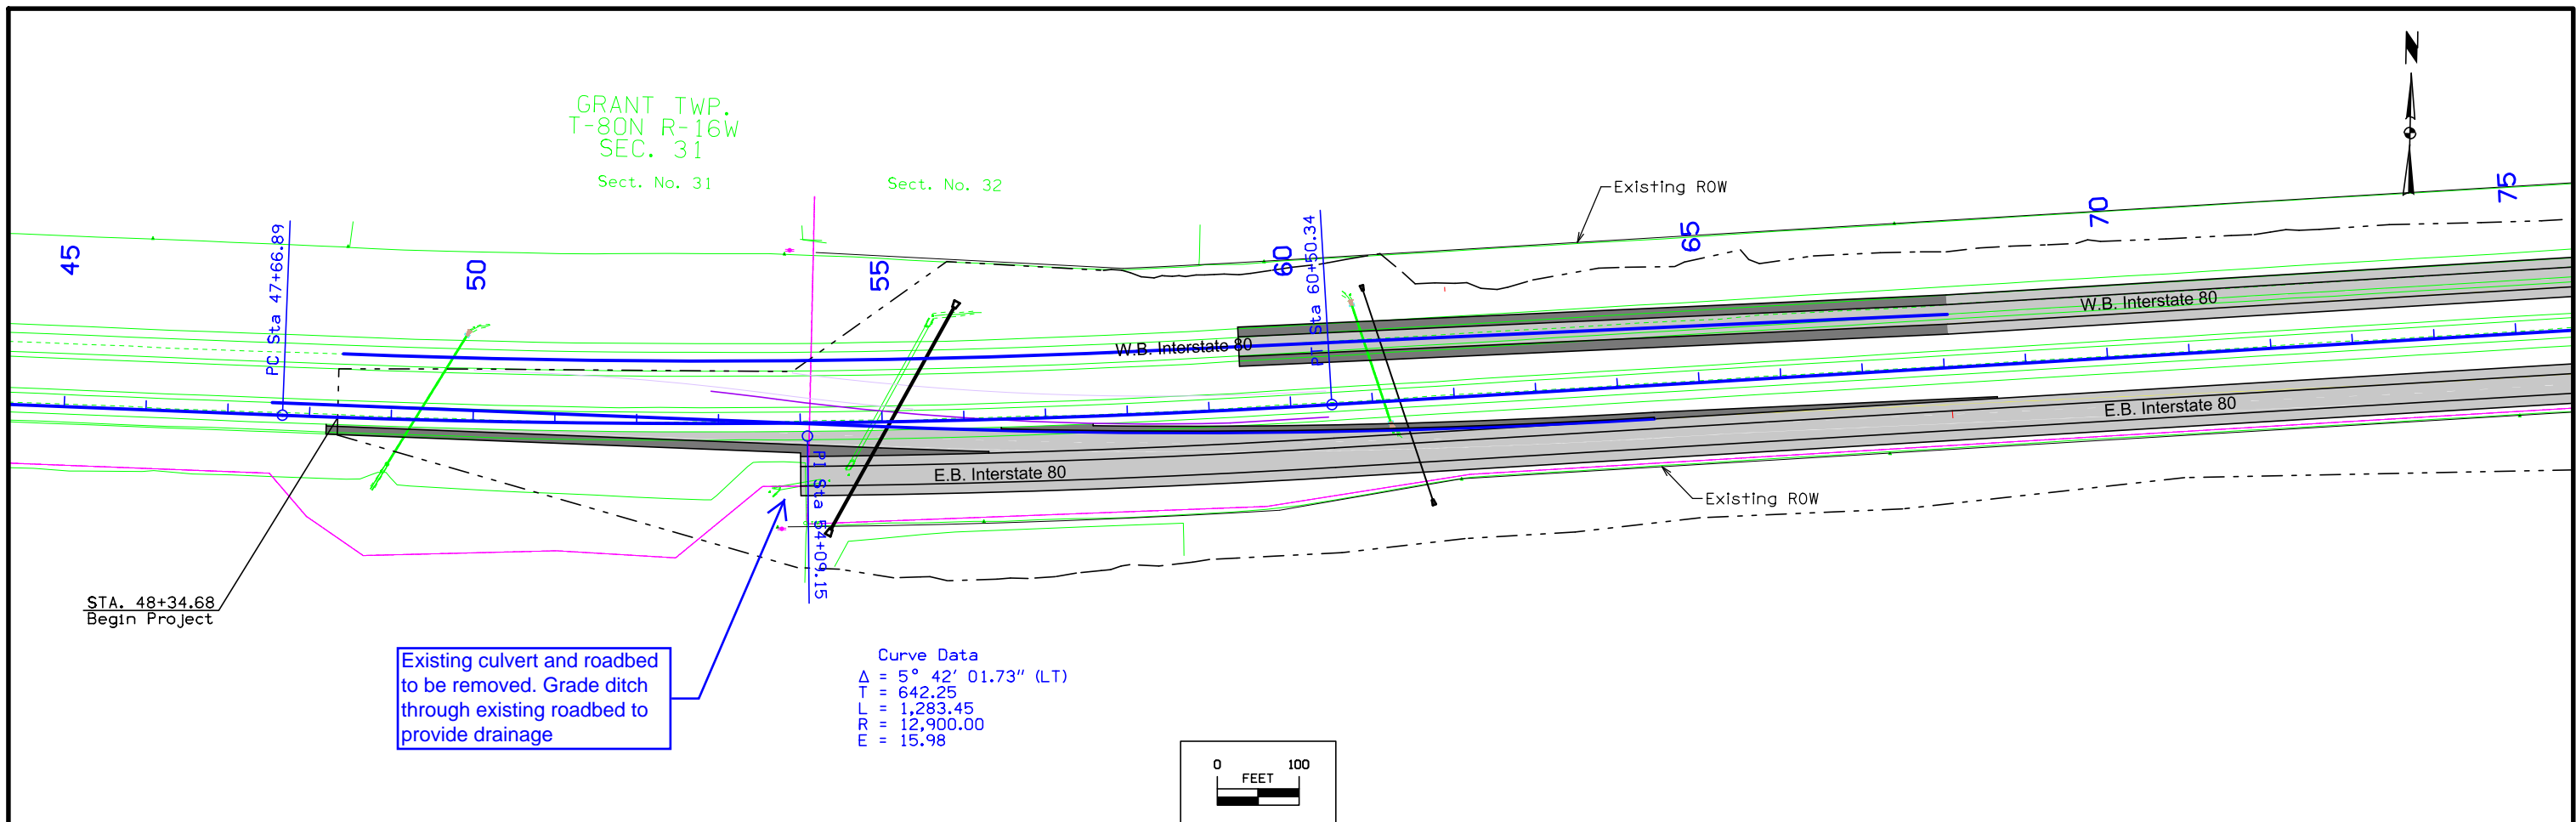 N
GRANT TWP.
T-80N R-16W
SEC. 31
Sect. No. 31
Sect. No. 32
Existing ROW
45
PC Sta 47+66.89
50
55
60
PT Sta 60+50.34
65
70
75
W.B. Interstate 80
W.B. Interstate 80
E.B. Interstate 80
E.B. Interstate 80
PI Sta 54+09.15
Existing ROW
STA. 48+34.68
Begin Project
Existing culvert and roadbed
to be removed. Grade ditch
through existing roadbed to
provide drainage
Curve Data
Δ = 5° 42' 01.73" (LT)
T = 642.25
L = 1,283.45
R = 12,900.00
E = 15.98
0 100
FEET